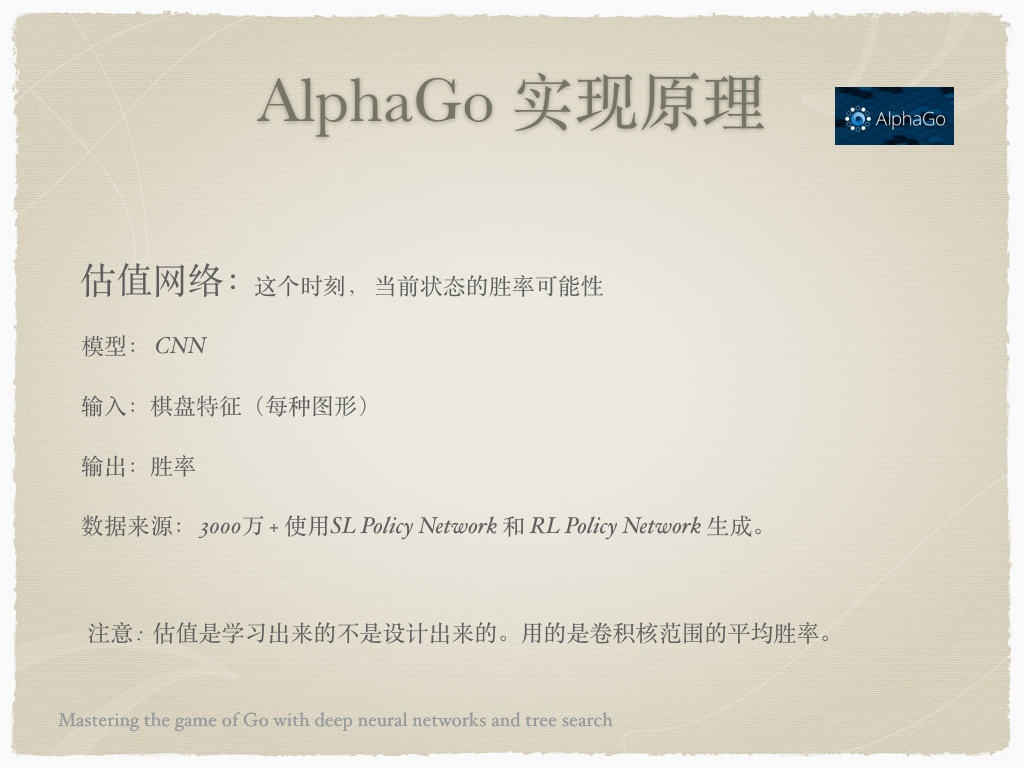 AlphaGo 实现原理
AlphaGo
估值网络：这个时刻， 当前状态的胜率可能性
模型： CNN
输入：棋盘特征（每种图形）
输出：胜率
数据来源： 3000万 + 使用SL Policy Network 和 RL Policy Network 生成。
注意：估值是学习出来的不是设计出来的。用的是卷积核范围的平均胜率。
Mastering the game of Go with deep neural networks and tree search